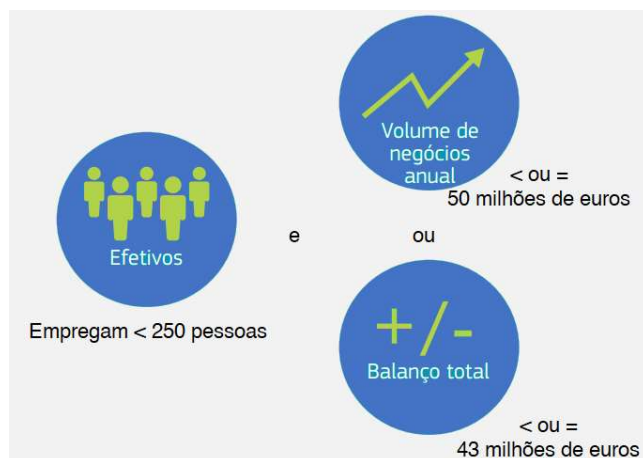 Efetivos
Empregam < 250 pessoas
e
Volume de
negócios
anual
< ou =
50 milhões de euros
ou
+/-
Balanço total
< ou =
43 milhões de euros